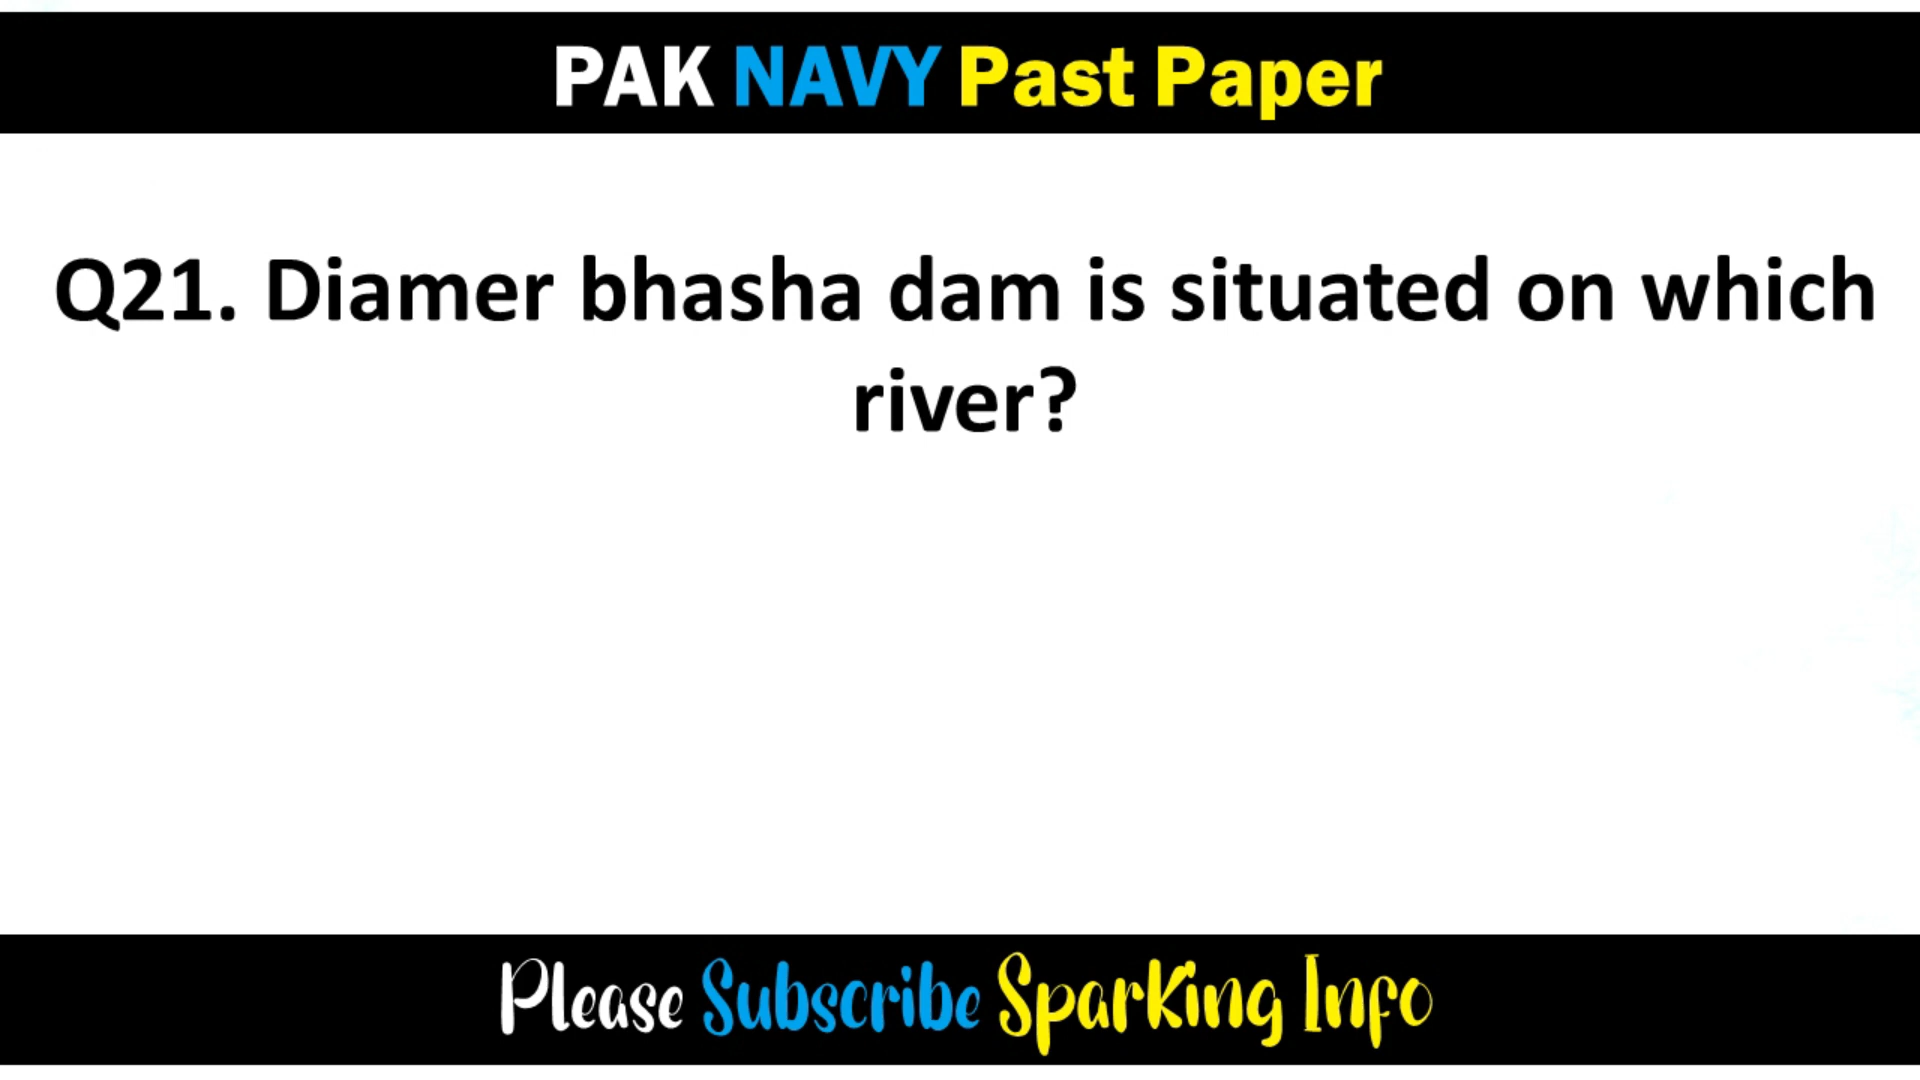 PAK NAVY Past Paper
Q21. Diamer bhasha dam is situated on which
river?
Please Subscribe Sparking Info